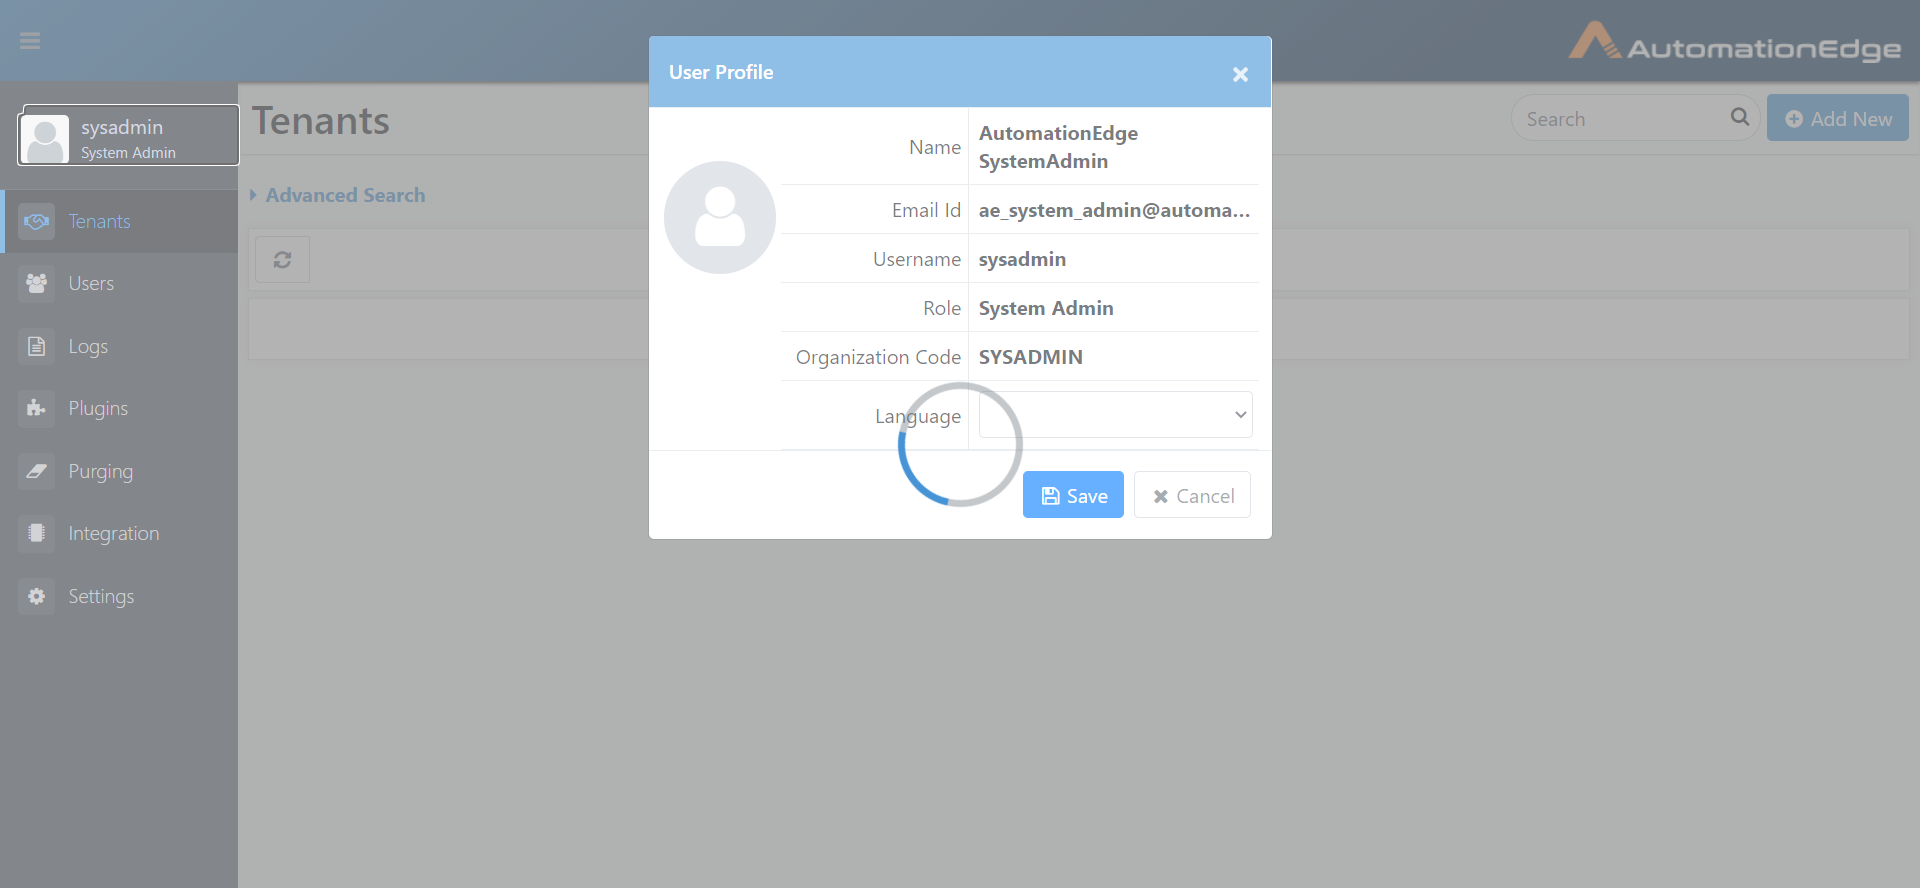 AutomationEdge
sysadmin
System Admin
Tenants
Users
Logs
Plugins
Purging
Integration
Settings
Tenants
Search
Add New
Advanced Search
User Profile
Name AutomationEdge
SystemAdmin
Email Id ae_system_admin@automa...
Username sysadmin
Role System Admin
Organization Code SYSADMIN
Language
Save Cancel